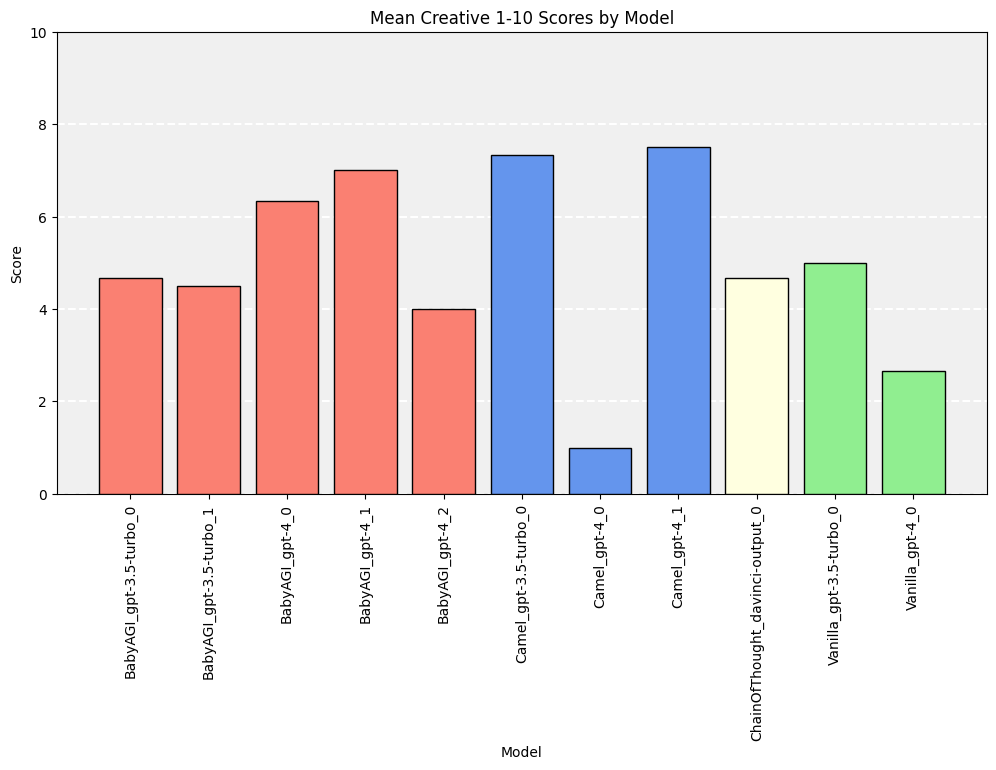 Mean Creative 1-10 Scores by Model
10
8
6
4
2
0
Score
BabyAGI_gpt-3.5-turbo_0
BabyAGI_gpt-3.5-turbo_1
BabyAGI_gpt-4_0
BabyAGI_gpt-4_1
BabyAGI_gpt-4_2
Camel_gpt-3.5-turbo_0
Camel_gpt-4_0
Camel_gpt-4_1
ChainOfThought_davinci-output_0
Vanilla_gpt-3.5-turbo_0
Vanilla_gpt-4_0
Model